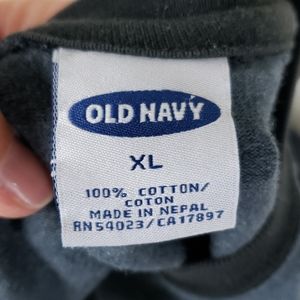 OLD NAVY
XL
100% COTTON/
COTON
MADE IN NEPAL
RN54023/CA17897